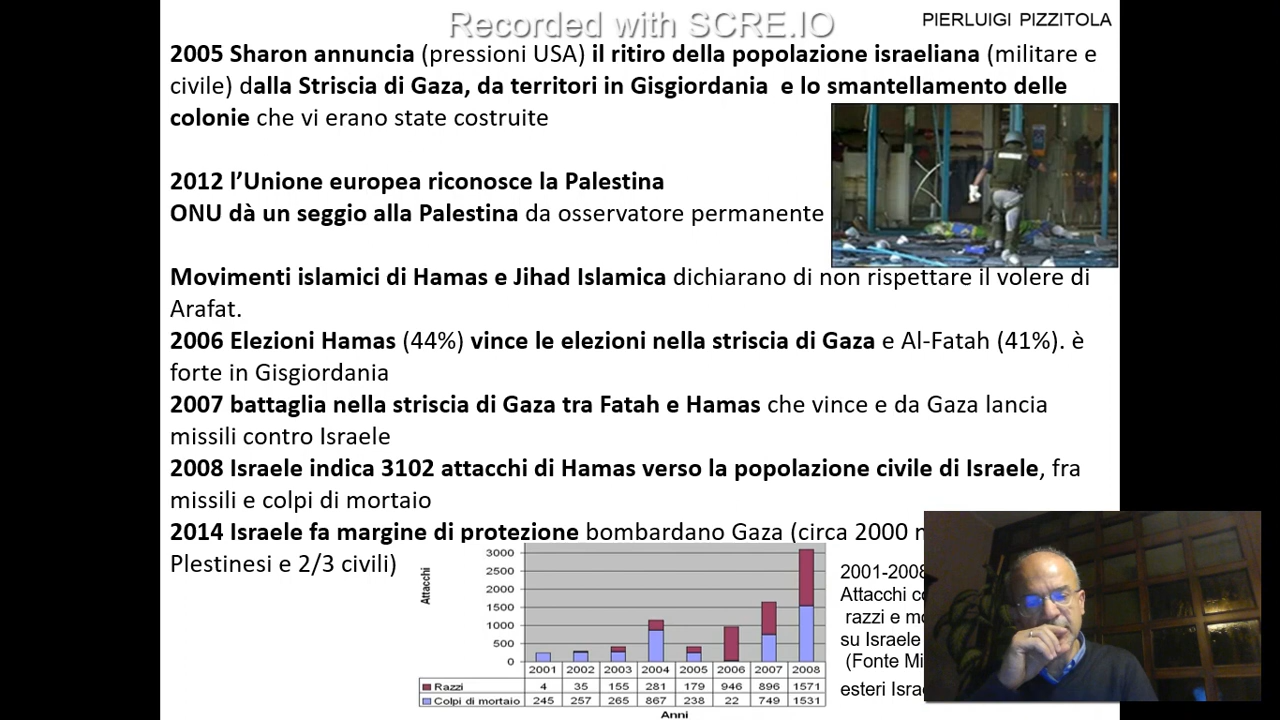 Recorded with SCRE.IO
PIERLUIGI PIZZITOLA
2005 Sharon annuncia (pressioni USA) il ritiro della popolazione israeliana (militare e
civile) dalla Striscia di Gaza, da territori in Gisgiordania e lo smantellamento delle
colonie che vi erano state costruite
2012 l'Unione europea riconosce la Palestina
ONU dà un seggio alla Palestina da osservatore permanente
Movimenti islamici di Hamas e Jihad Islamica dichiarano di non rispettare il volere di
Arafat.
2006 Elezioni Hamas (44%) vince le elezioni nella striscia di Gaza e Al-Fatah (41%). è
forte in Gisgiordania
2007 battaglia nella striscia di Gaza tra Fatah e Hamas che vince e da Gaza lancia
missili contro Israele
2008 Israele indica 3102 attacchi di Hamas verso la popolazione civile di Israele, fra
missili e colpi di mortaio
2014 Israele fa margine di protezione bombardano Gaza (circa 2000
Plestinesi e 2/3 civili)
Attacchi
3000
2500
2000
1500
1000
500
0
2001 2002 2003 2004 2005 2006 2007 2008
Razzi 4 35 155 281 179 946 896 1571
Colpi di mortaio 245 257 265 867 238 22 749 1531
Anni
2001-2008
Attacchi
razzi e
su Israele
(Fonte
esteri